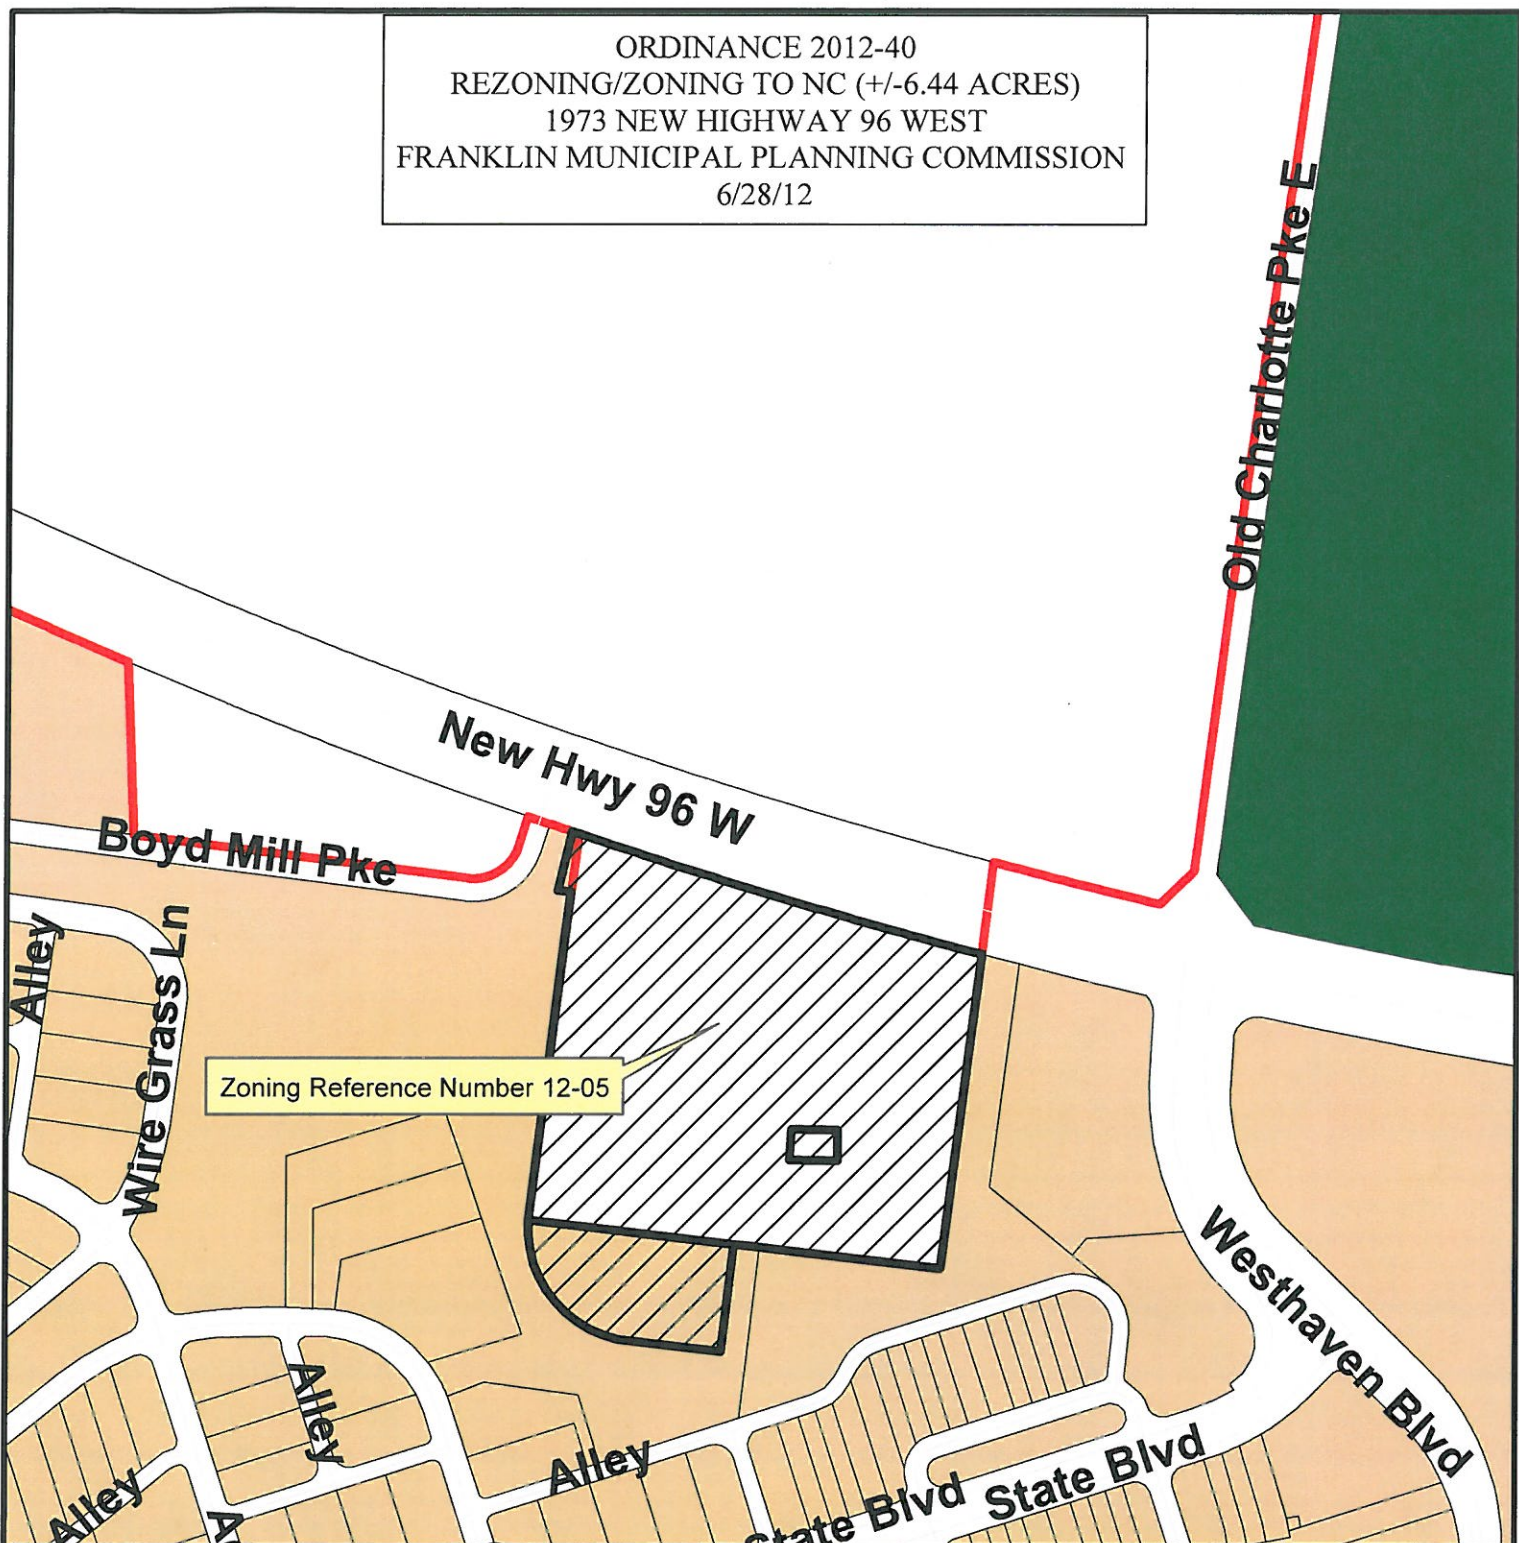 ORDINANCE 2012-40
REZONING/ZONING TO NC (+/-6.44 ACRES)
1973 NEW HIGHWAY 96 WEST
FRANKLIN MUNICIPAL PLANNING COMMISSION
6/28/12
Old Charlotte Pke E
New Hwy 96 W
Boyd Mill Pke
Alley
Wire Grass Ln
Zoning Reference Number 12-05
Westhaven Blvd
Alley
Alley
Alley
State Blvd
State Blvd